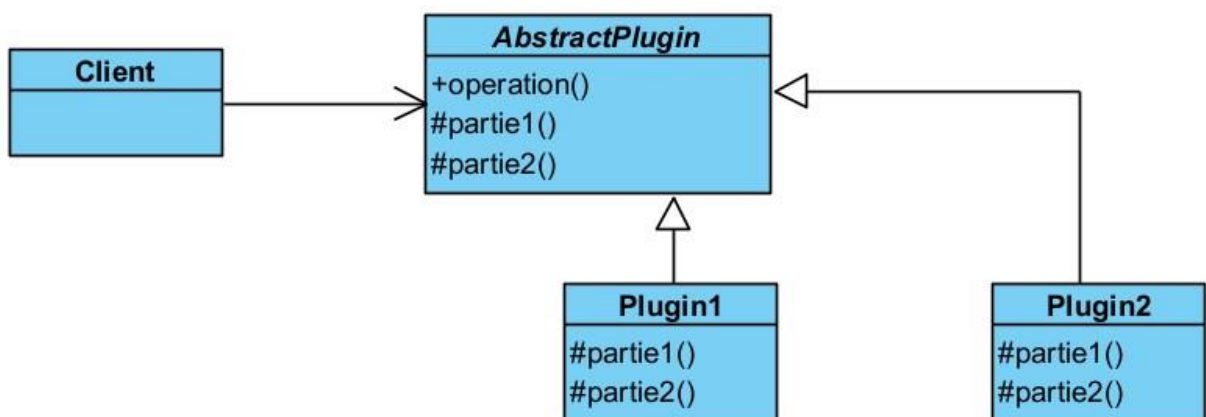 Client
AbstractPlugin
+operation()
#partie1()
#partie2()
Plugin1
#partie1()
#partie2()
Plugin2
#partie1()
#partie2()